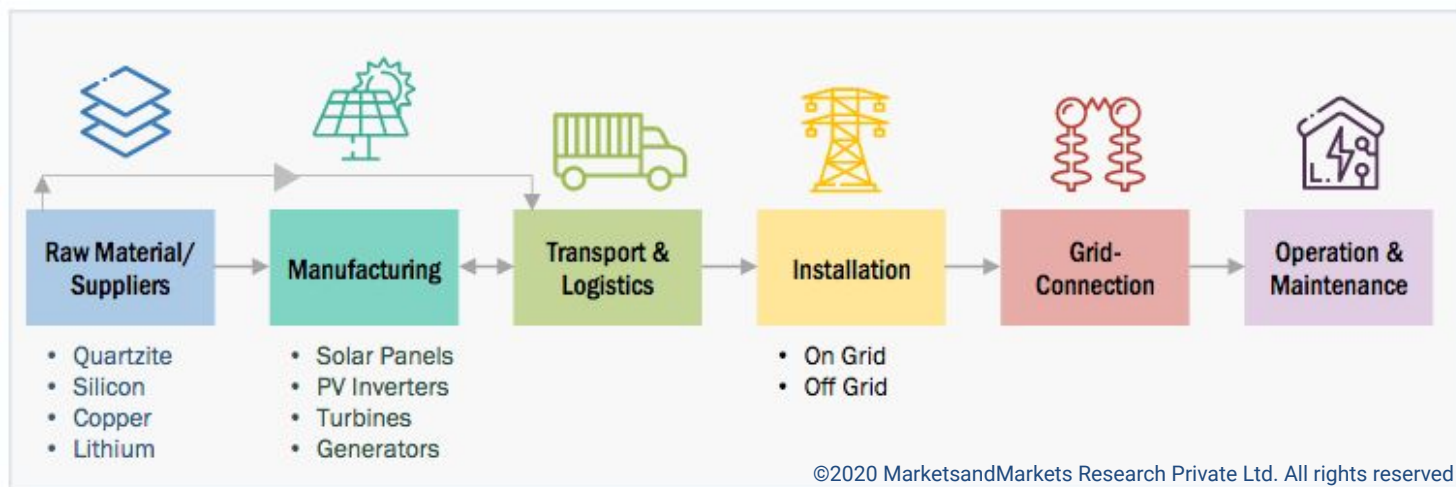 L.
Raw Material/
Suppliers
Manufacturing
Transport &
Logistics
Installation
Grid-
Connection
Operation &
Maintenance
• Quartzite
• Silicon
• Copper
• Lithium
• Solar Panels
• PV Inverters
• Turbines
• Generators
• On Grid
• Off Grid
©2020 MarketsandMarkets Research Private Ltd. All rights reserved